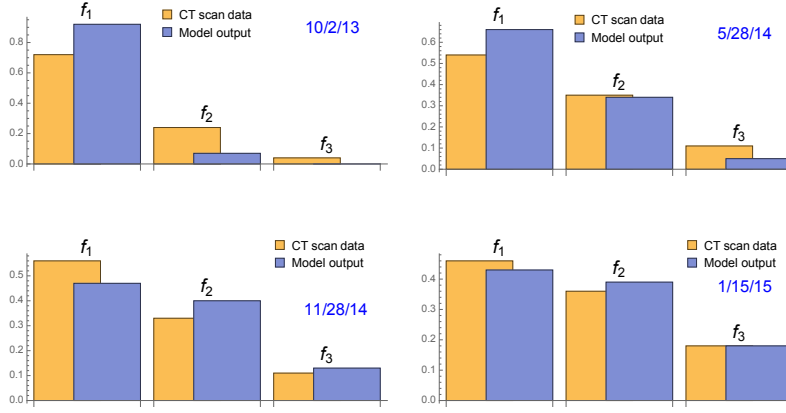 f1
CT scan data
Model output
10/2/13
f2
f3
0.8
0.6
0.4
0.2
0.0
f1
CT scan data
Model output
5/28/14
f2
f3
0.6
0.5
0.4
0.3
0.2
0.1
0.0
f1
CT scan data
Model output
f2
11/28/14
f3
0.5
0.4
0.3
0.2
0.1
0.0
f1
CT scan data
Model output
f2
1/15/15
f3
0.4
0.3
0.2
0.1
0.0